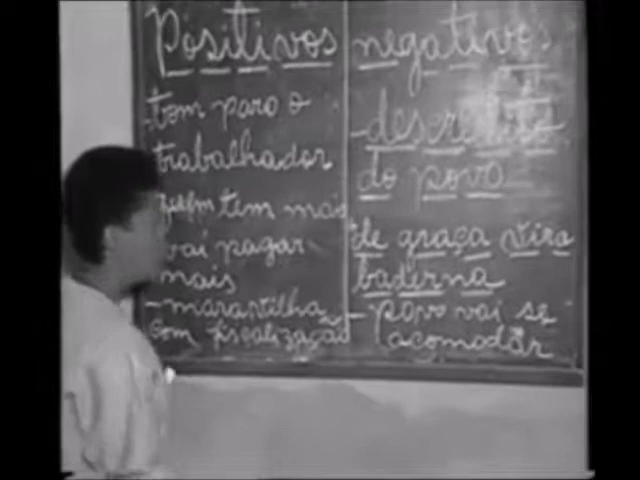 Positivos
- tem para o
trabalhador
quem tem mais
vai pagar
mais
- maravilha
com fiscalização
negativos
- descrédito
do povo
de graça vira
baderna
- povo vai se
acomodar